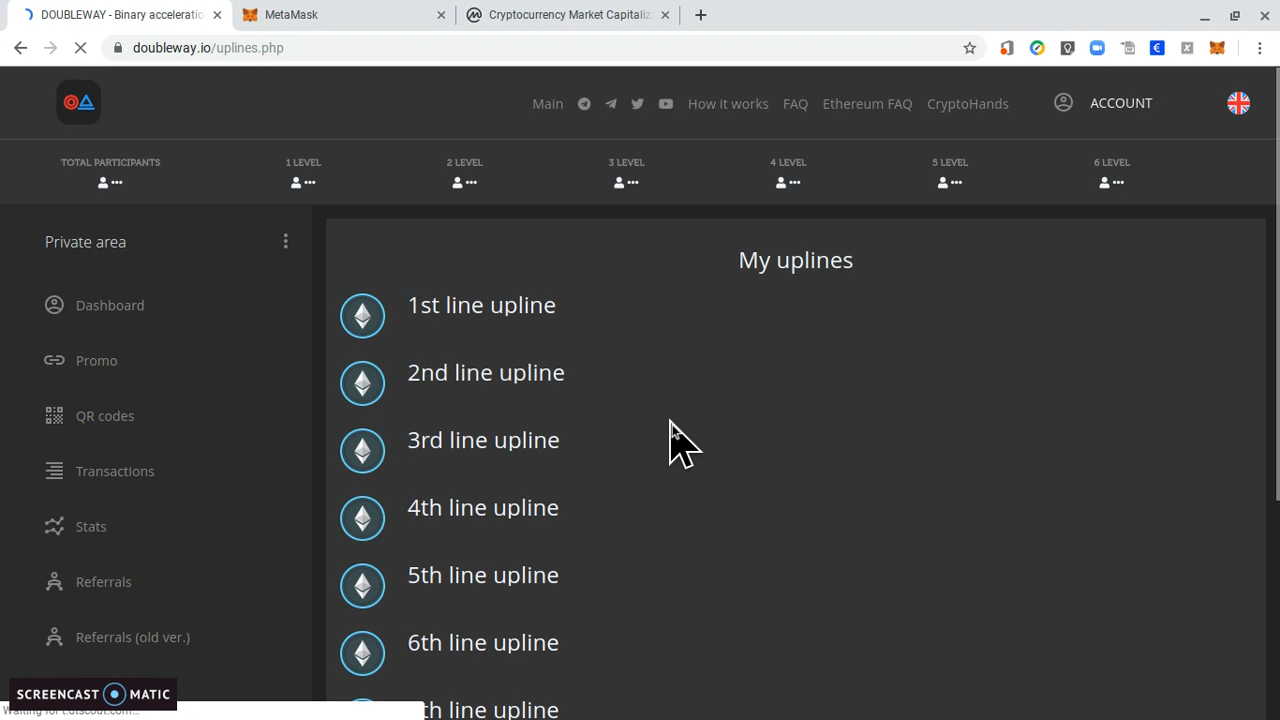 DOUBLEWAY - Binary acceleratio
MetaMask
Cryptocurrency Market Capitaliz
doubleway.io/uplines.php
Main
How it works
FAQ
Ethereum FAQ
CryptoHands
ACCOUNT
TOTAL PARTICIPANTS
1 LEVEL
2 LEVEL
3 LEVEL
4 LEVEL
5 LEVEL
6 LEVEL
Private area
Dashboard
Promo
QR codes
Transactions
Stats
Referrals
Referrals (old ver.)
My uplines
1st line upline
2nd line upline
3rd line upline
4th line upline
5th line upline
6th line upline
th line upline
SCREENCAST MATIC